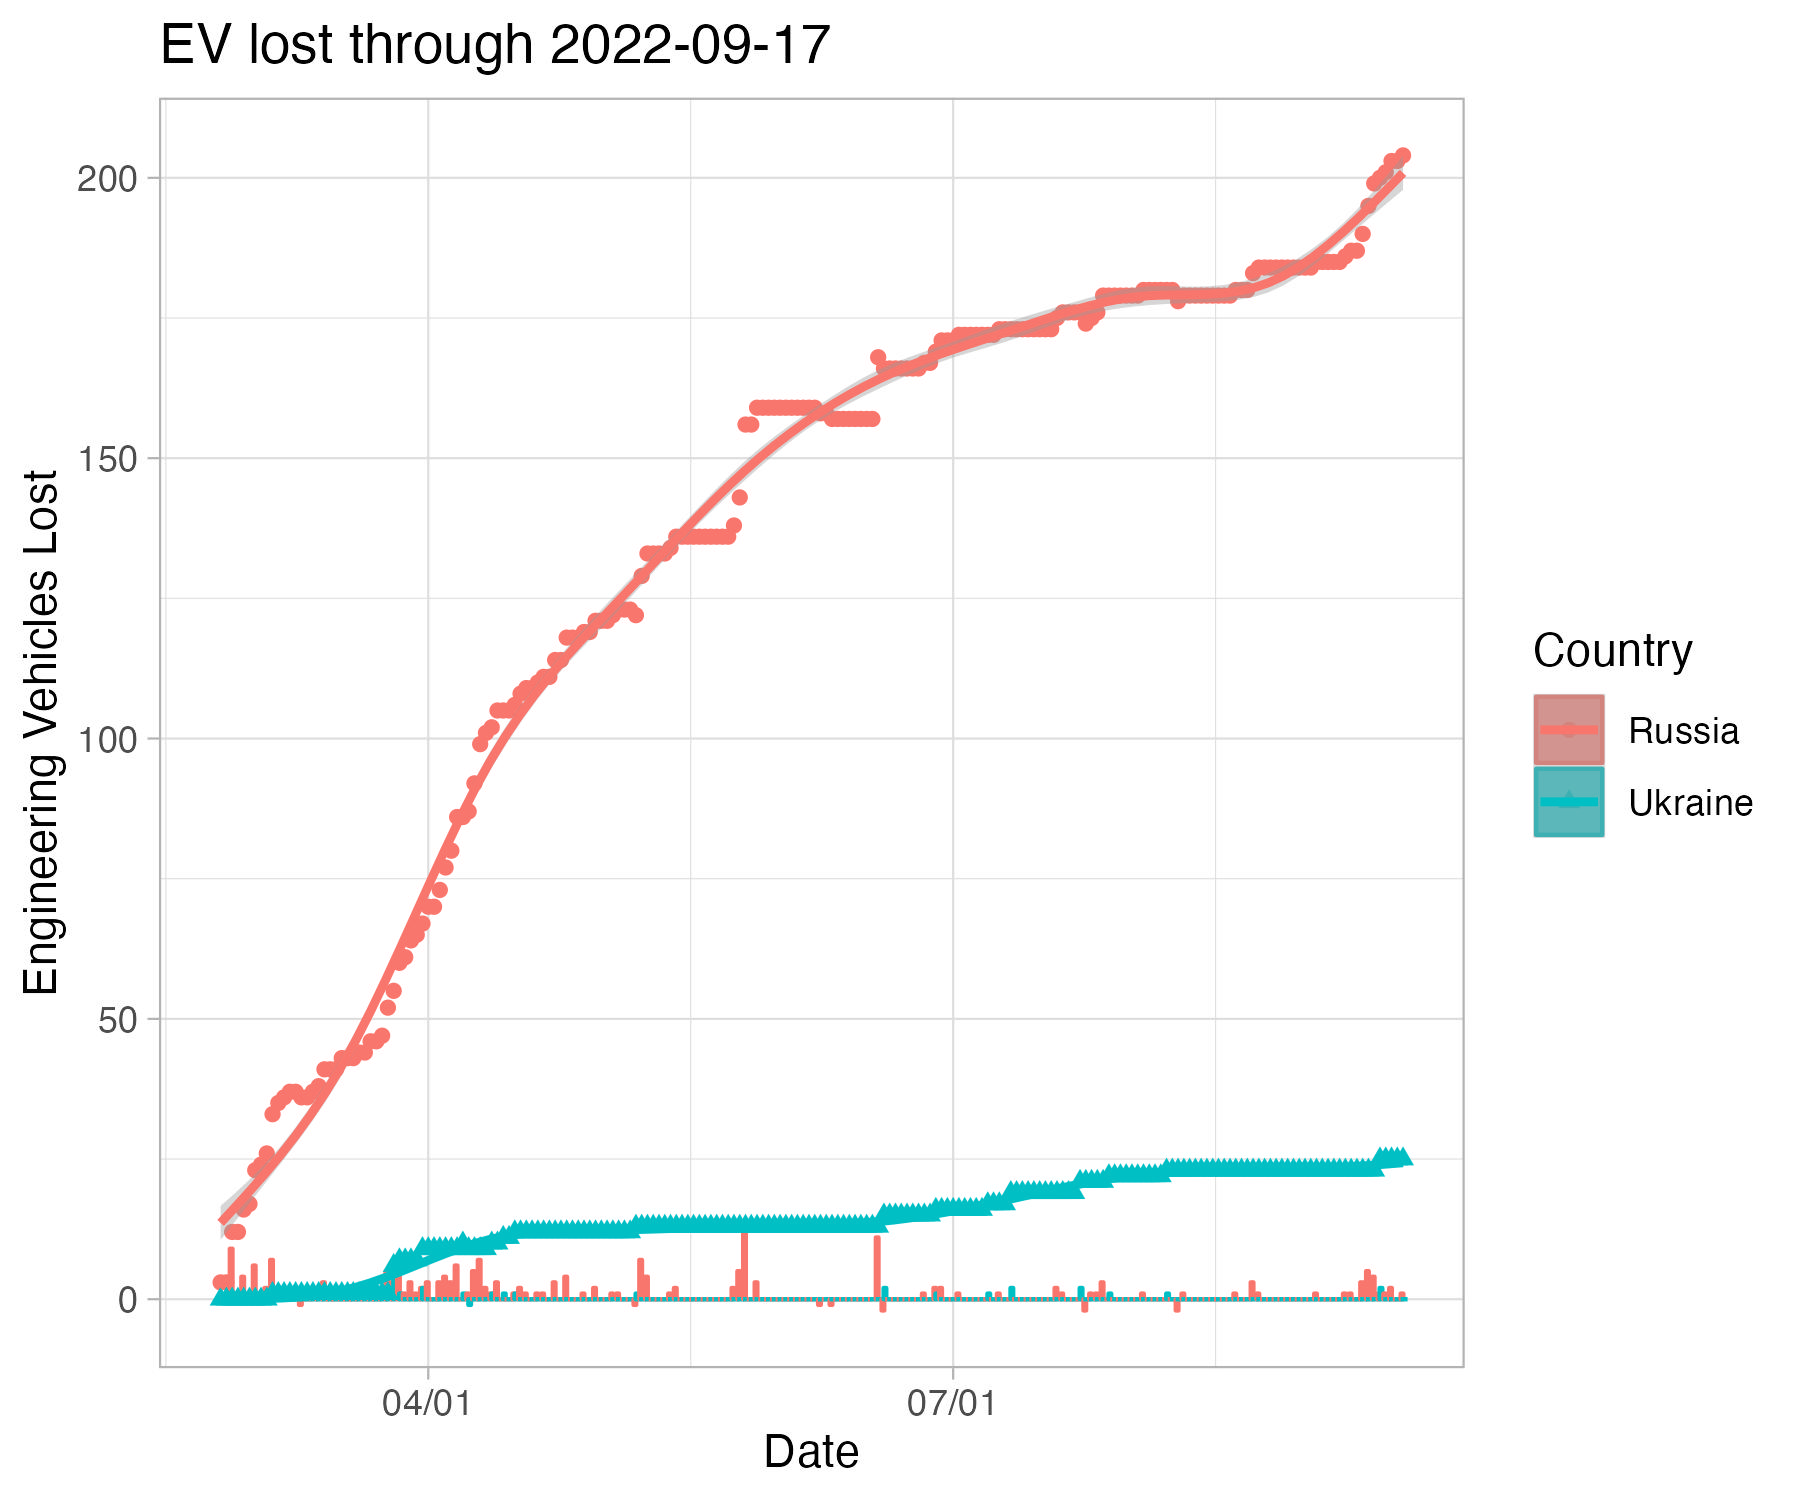 EV lost through 2022-09-17
Engineering Vehicles Lost
200
150
100
50
0
04/01
07/01
Date
Country
Russia
Ukraine